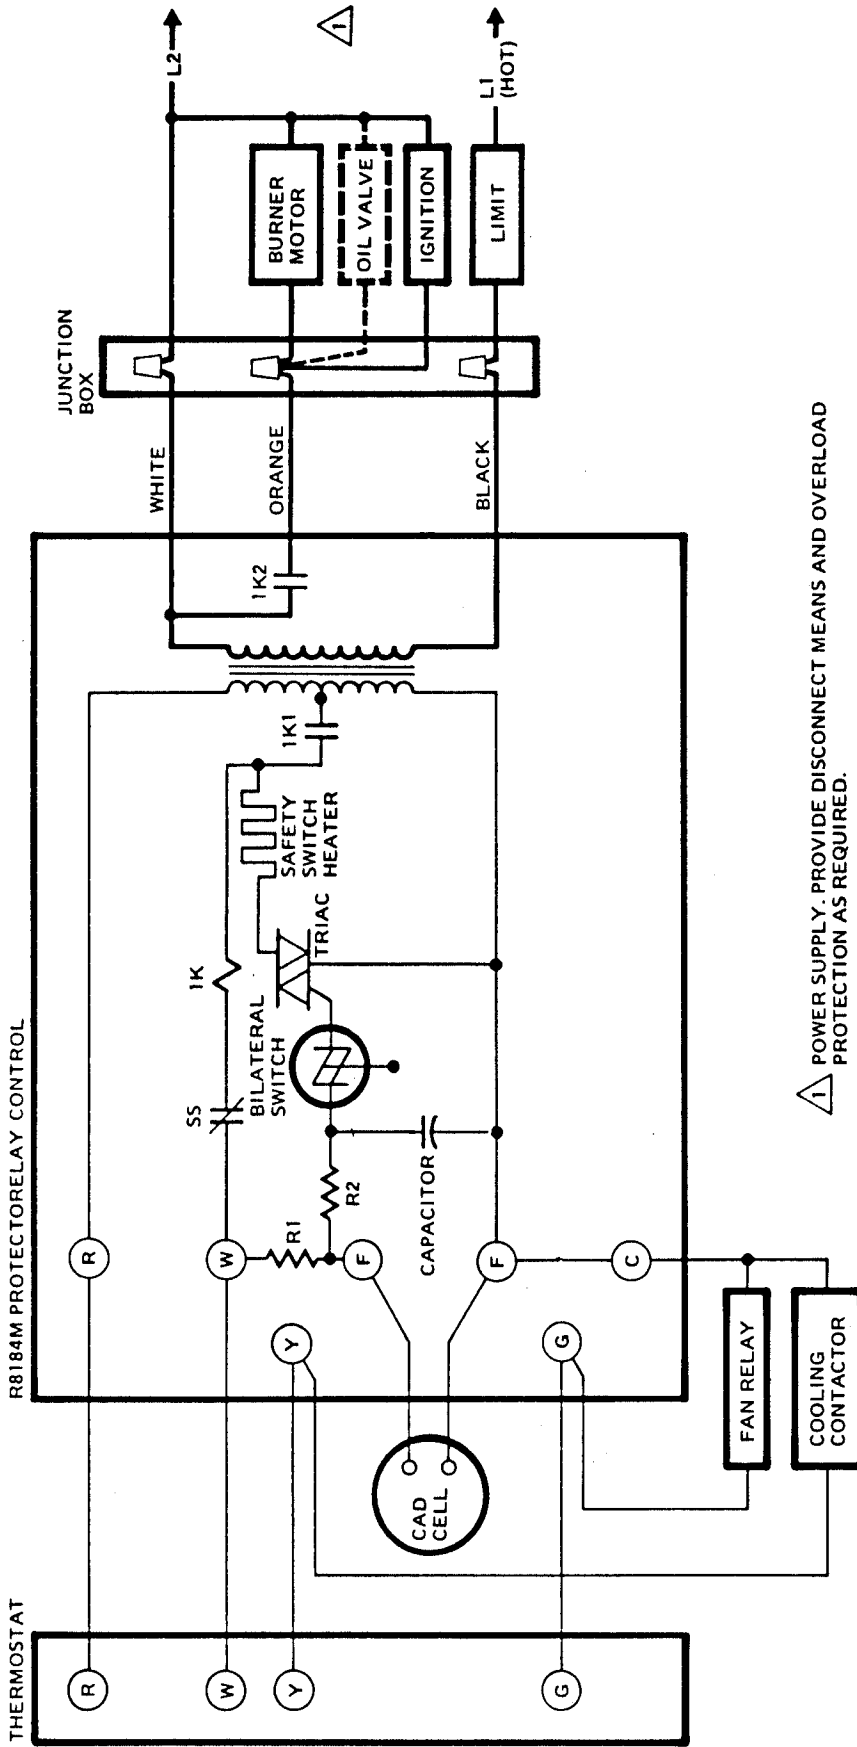 THERMOSTAT
R
W
Y
G
R8184M PROTECTORELAY CONTROL
R
W
Y
G
F
F
C
R1
R2
CAPACITOR
SS
BILATERAL
SWITCH
1K
TRIAC
SAFETY
SWITCH
HEATER
1K1
1K2
CAD
CELL
FAN RELAY
COOLING
CONTACTOR
WHITE
ORANGE
BLACK
JUNCTION
BOX
BURNER
MOTOR
OIL VALVE
IGNITION
LIMIT
L2
1
L1
(HOT)
1 POWER SUPPLY. PROVIDE DISCONNECT MEANS AND OVERLOAD
PROTECTION AS REQUIRED.